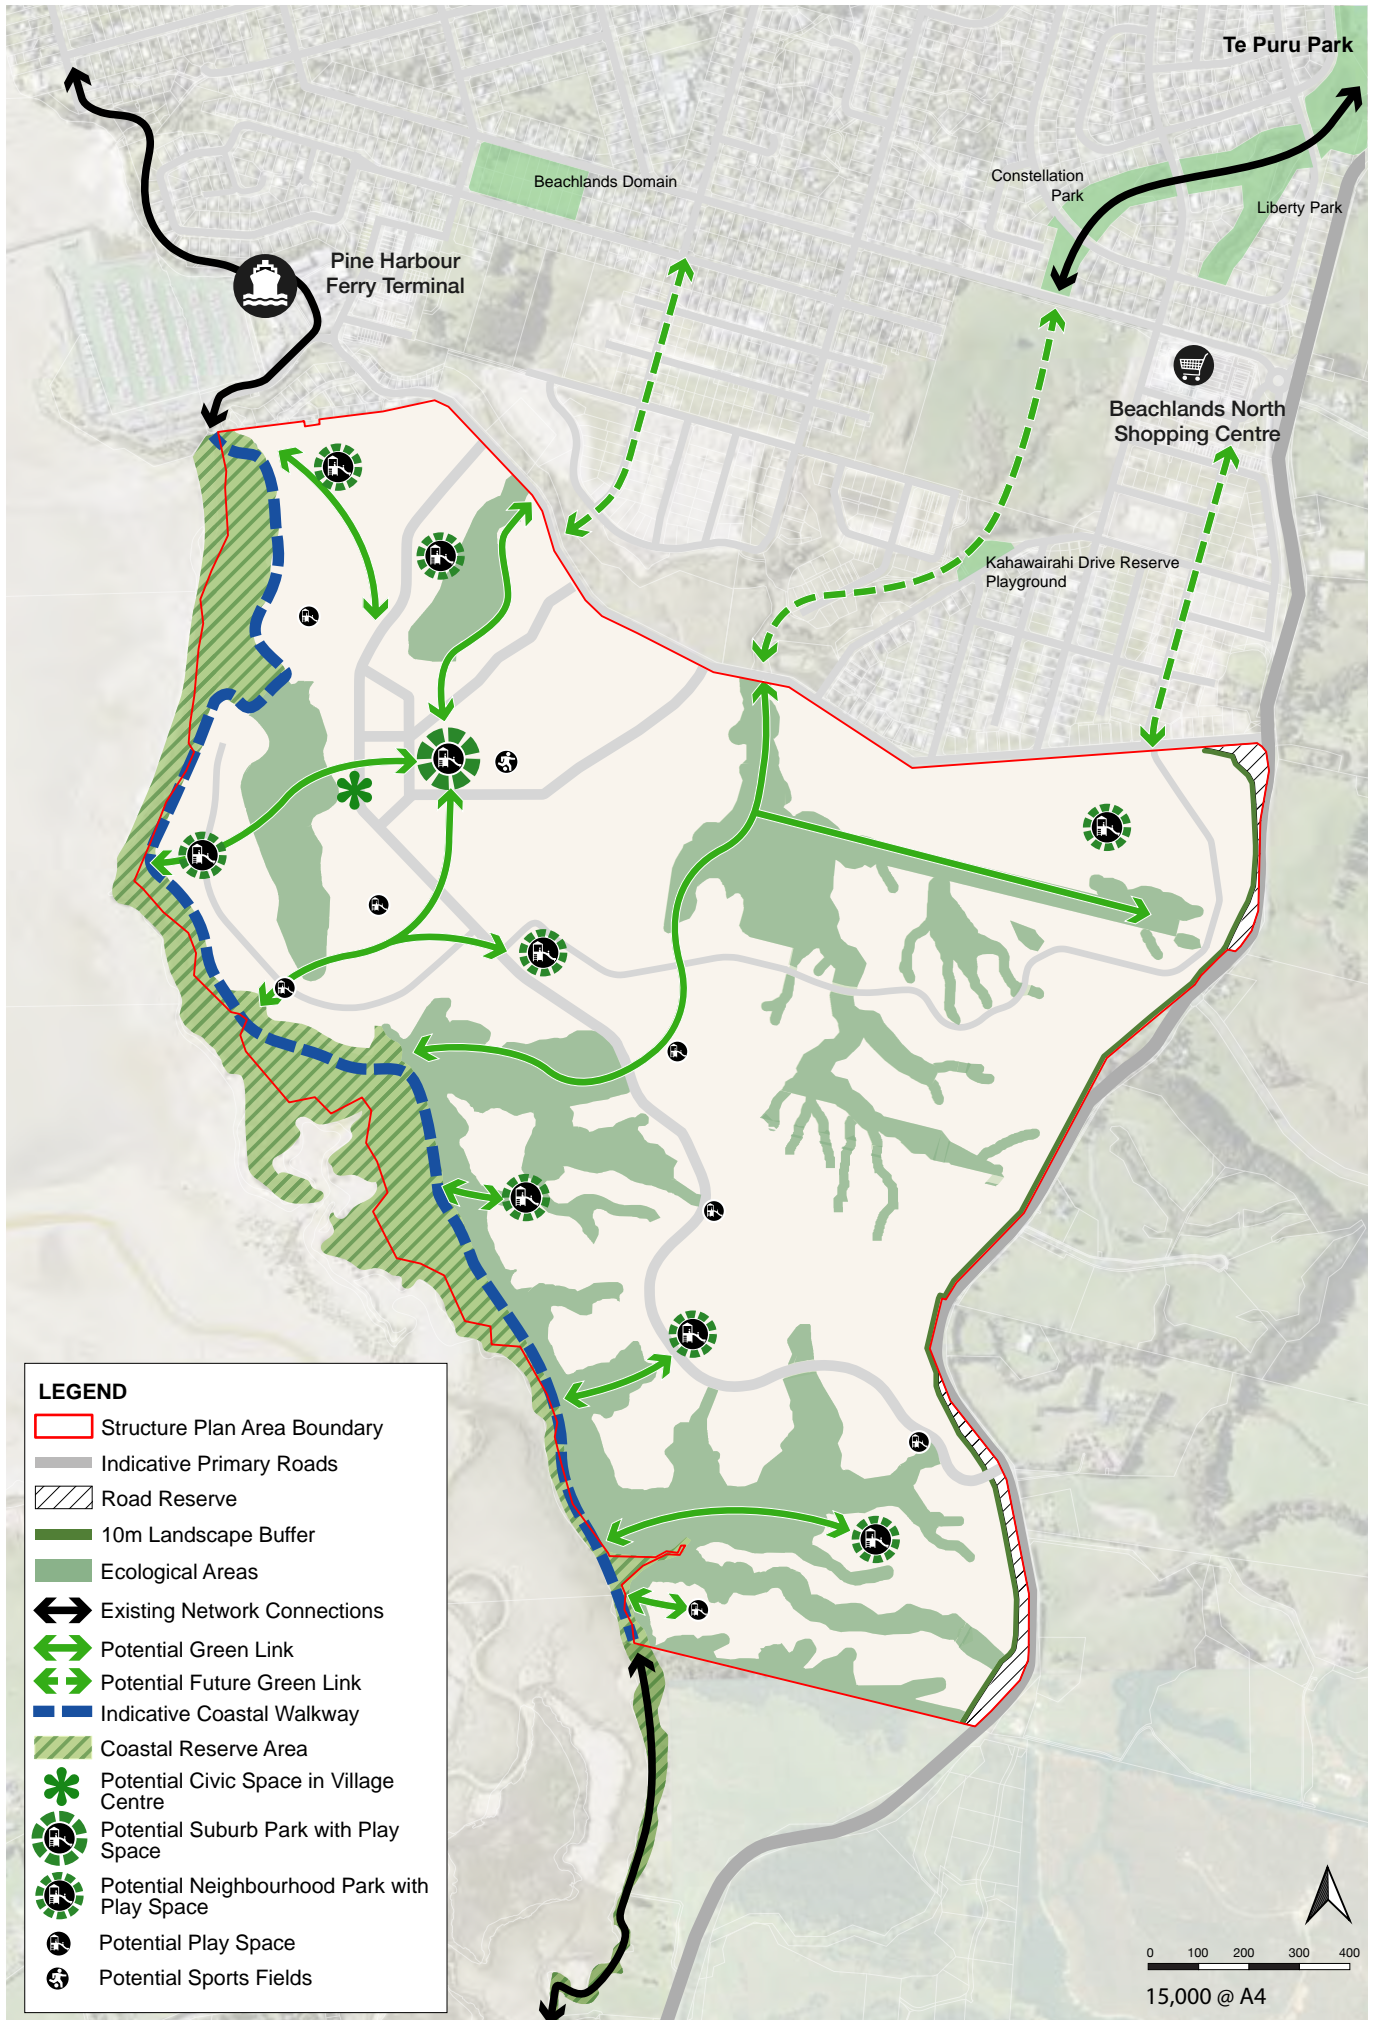 Te Puru Park
Beachlands Domain
Constellation
Park
Liberty Park
Pine Harbour
Ferry Terminal
Beachlands North
Shopping Centre
Kahawairahi Drive Reserve
Playground
LEGEND
Structure Plan Area Boundary
Indicative Primary Roads
Road Reserve
10m Landscape Buffer
Ecological Areas
Existing Network Connections
Potential Green Link
Potential Future Green Link
Indicative Coastal Walkway
Coastal Reserve Area
Potential Civic Space in Village
Centre
Potential Suburb Park with Play
Space
Potential Neighbourhood Park with
Play Space
Potential Play Space
Potential Sports Fields
0 100 200 300 400
15,000 @ A4